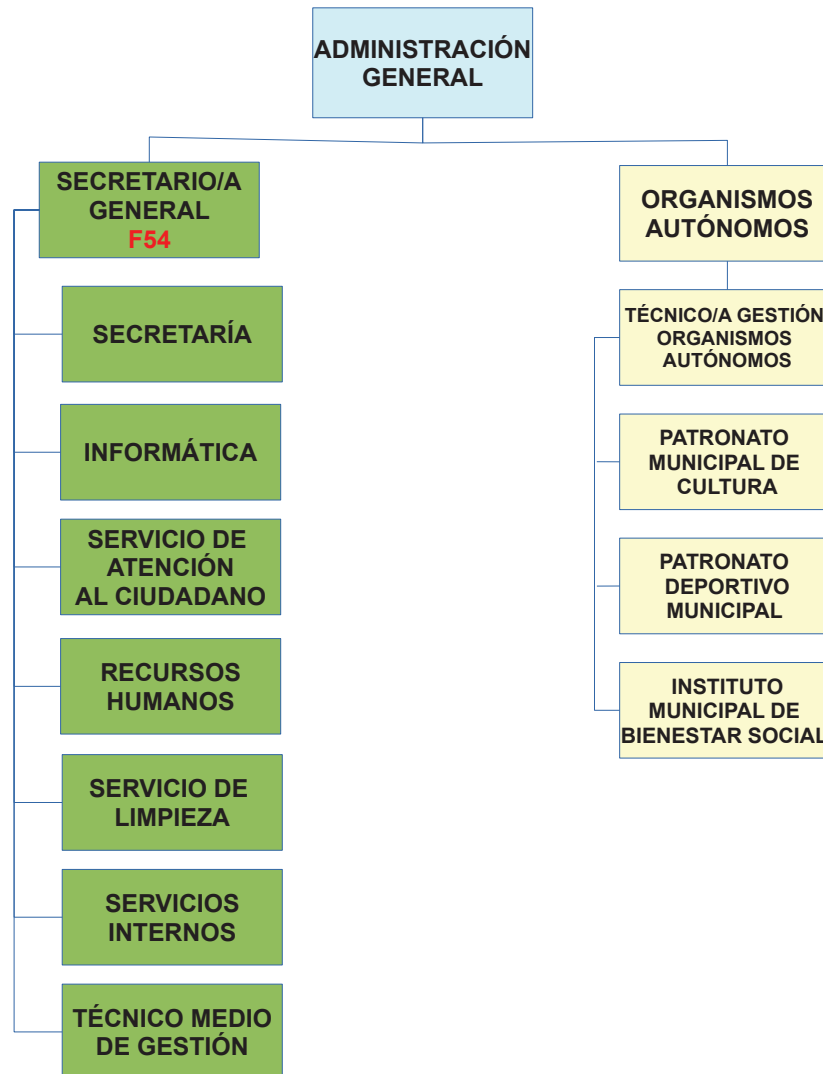 ADMINISTRACIÓN
GENERAL
SECRETARIO/A
GENERAL
F54
SECRETARÍA
INFORMÁTICA
SERVICIO DE
ATENCIÓN
AL CIUDADANO
RECURSOS
HUMANOS
SERVICIO DE
LIMPIEZA
SERVICIOS
INTERNOS
TÉCNICO MEDIO
DE GESTIÓN
ORGANISMOS
AUTÓNOMOS
TÉCNICO/A GESTIÓN
ORGANISMOS
AUTÓNOMOS
PATRONATO
MUNICIPAL DE
CULTURA
PATRONATO
DEPORTIVO
MUNICIPAL
INSTITUTO
MUNICIPAL DE
BIENESTAR SOCIAL